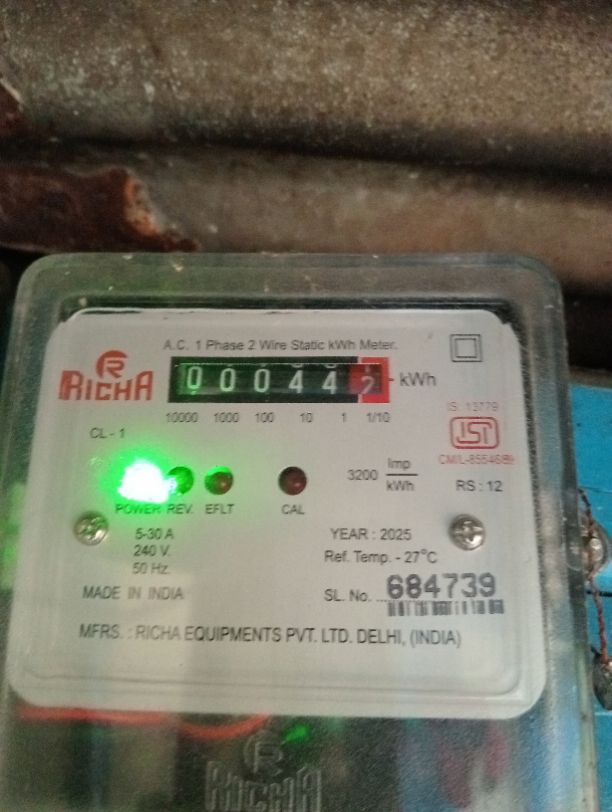 A.C. 1 Phase 2 Wire Static kWh Meter.
R
RICHA
000442 kWh
10000 1000 100 10 1 1/10
IS: 13779
ISI
CL - 1
3200 Imp/kWh
RS : 12
POWER REV. EFLT CAL
5-30 A
240 V.
50 Hz.
YEAR : 2025
Ref. Temp. - 27°C
MADE IN INDIA
SL. No. .... 684739
MFRS. : RICHA EQUIPMENTS PVT. LTD. DELHI, (INDIA)
R
RICHA